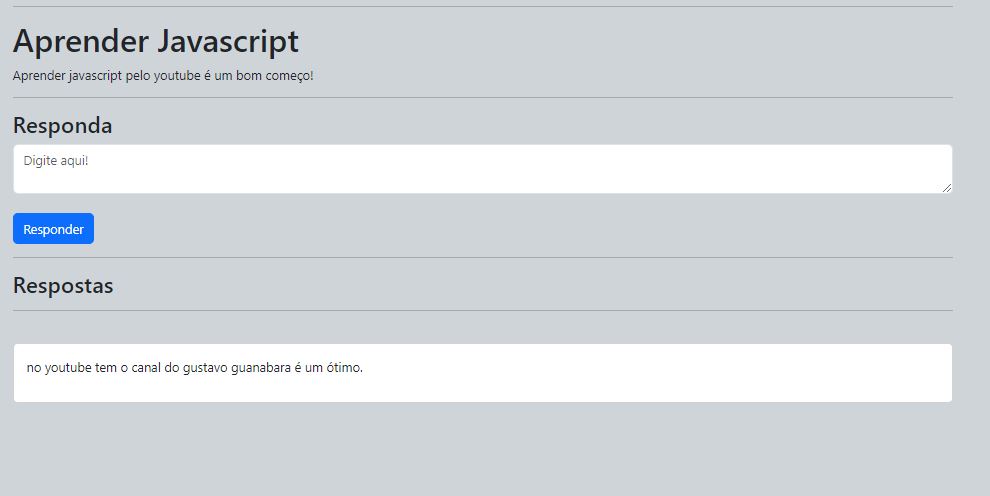 Aprender Javascript
Aprender javascript pelo youtube é um bom começo!
Responda
Digite aqui!
Responder
Respostas
no youtube tem o canal do gustavo guanabara é um ótimo.